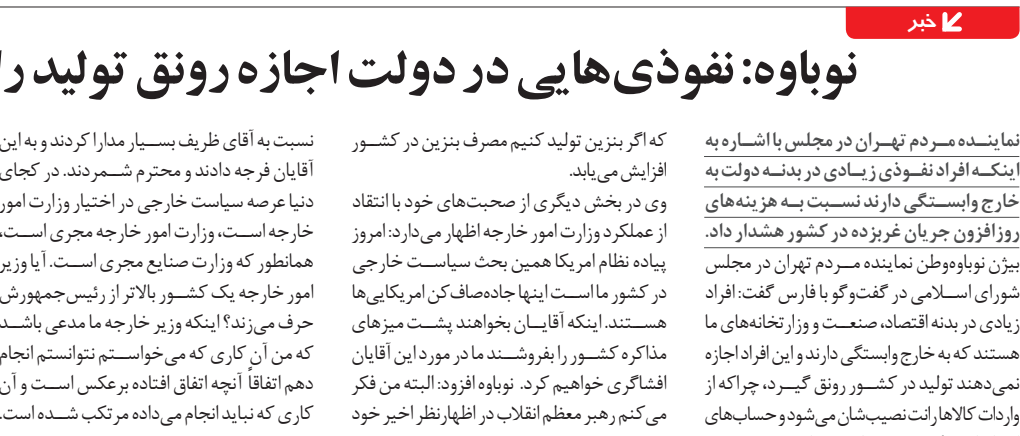 خبر
نوباوه: نفوذی‌هایی در دولت اجازه رونق تولید را
نماینده مردم تهران در مجلس با اشاره به
اینکه افراد نفوذی زیادی در بدنه دولت به
خارج وابستگی دارند نسبت به هزینه‌های
روزافزون جریان غربزده در کشور هشدار داد.
بیژن نوباوه‌وطن نماینده مردم تهران در مجلس
شورای اسلامی در گفت‌وگو با فارس گفت: افراد
زیادی در بدنه اقتصاد، صنعت و وزارتخانه‌های ما
هستند که به خارج وابستگی دارند و این افراد اجازه
نمی‌دهند تولید در کشور رونق گیرد، چراکه از
واردات کالاها رانت نصیب‌شان می‌شود و حساب‌های
که اگر بنزین تولید کنیم مصرف بنزین در کشور
افزایش می‌یابد.
وی در بخش دیگری از صحبت‌های خود با انتقاد
از عملکرد وزارت امور خارجه اظهار می‌دارد: امروز
پیاده نظام امریکا همین بحث سیاست خارجی
در کشور ما است اینها جاده‌صاف‌کن امریکایی‌ها
هستند. اینکه آقایان بخواهند پشت میزهای
مذاکره کشور را بفروشند ما در مورد این آقایان
افشاگری خواهیم کرد. نوباوه افزود: البته من فکر
می‌کنم رهبر معظم انقلاب در اظهارنظر اخیر خود
نسبت به آقای ظریف بسیار مدارا کردند و به این
آقایان فرجه دادند و محترم شمردند. در کجای
دنیا عرصه سیاست خارجی در اختیار وزارت امور
خارجه است، وزارت امور خارجه مجری است،
همانطور که وزارت صنایع مجری است. آیا وزیر
امور خارجه یک کشور بالاتر از رئیس‌جمهورش
حرف می‌زند؟ اینکه وزیر خارجه ما مدعی باشد
که من آن کاری که می‌خواستم نتوانستم انجام
دهم اتفاقاً آنچه اتفاق افتاده برعکس است و آن
کاری که نباید انجام می‌داده مرتکب شده است.